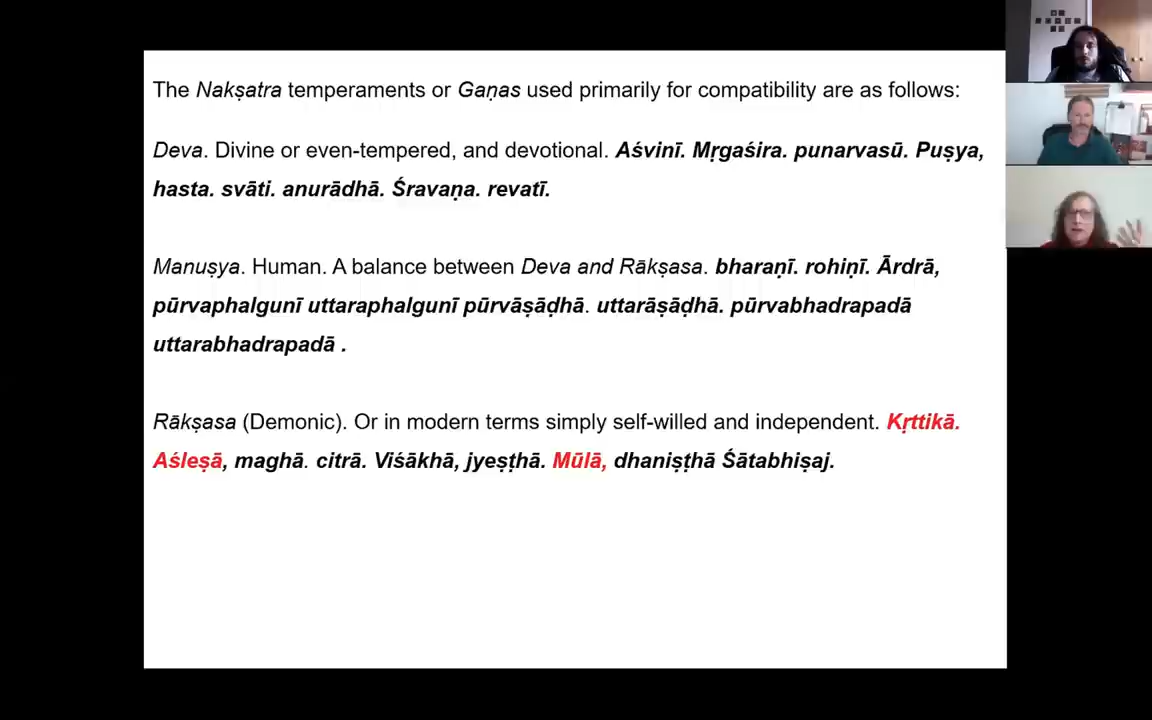 The Nakṣatra temperaments or Gaṇas used primarily for compatibility are as follows:
Deva. Divine or even-tempered, and devotional. Aśvinī. Mṛgaśira. punarvasū. Puṣya,
hasta. svāti. anurādhā. Śravaṇa. revatī.
Manuṣya. Human. A balance between Deva and Rākṣasa. bharaṇī. rohiṇī. Ārdrā,
pūrvaphalgunī uttaraphalgunī pūrvāṣāḍhā. uttarāṣāḍhā. pūrvabhadrapadā
uttarabhadrapadā .
Rākṣasa (Demonic). Or in modern terms simply self-willed and independent. Kṛttikā.
Aśleṣā, maghā. citrā. Viśākhā, jyeṣṭhā. Mūlā, dhaniṣṭhā Śātabhiṣaj.